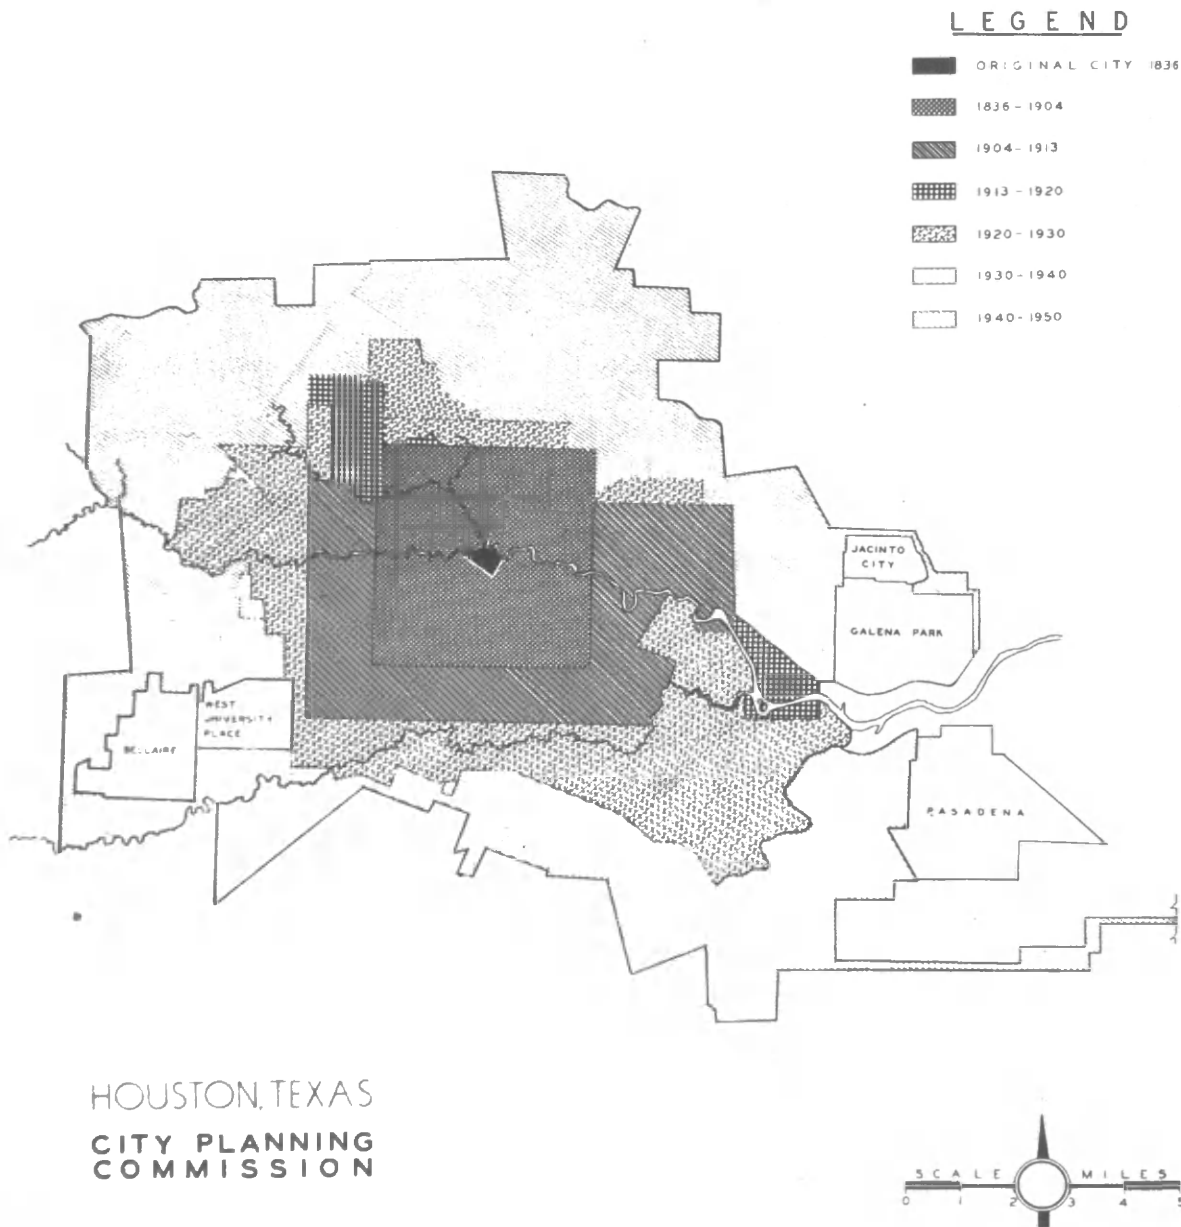 LEGEND
ORIGINAL CITY 1836
1836-1904
1904-1913
1913-1920
1920-1930
1930-1940
1940-1950
JACINTO
CITY
GALENA PARK
WEST
UNIVERSITY
PLACE
BELLAIRE
PASADENA
HOUSTON, TEXAS
CITY PLANNING
COMMISSION
SCALE MILES
0 1 2 3 4 5